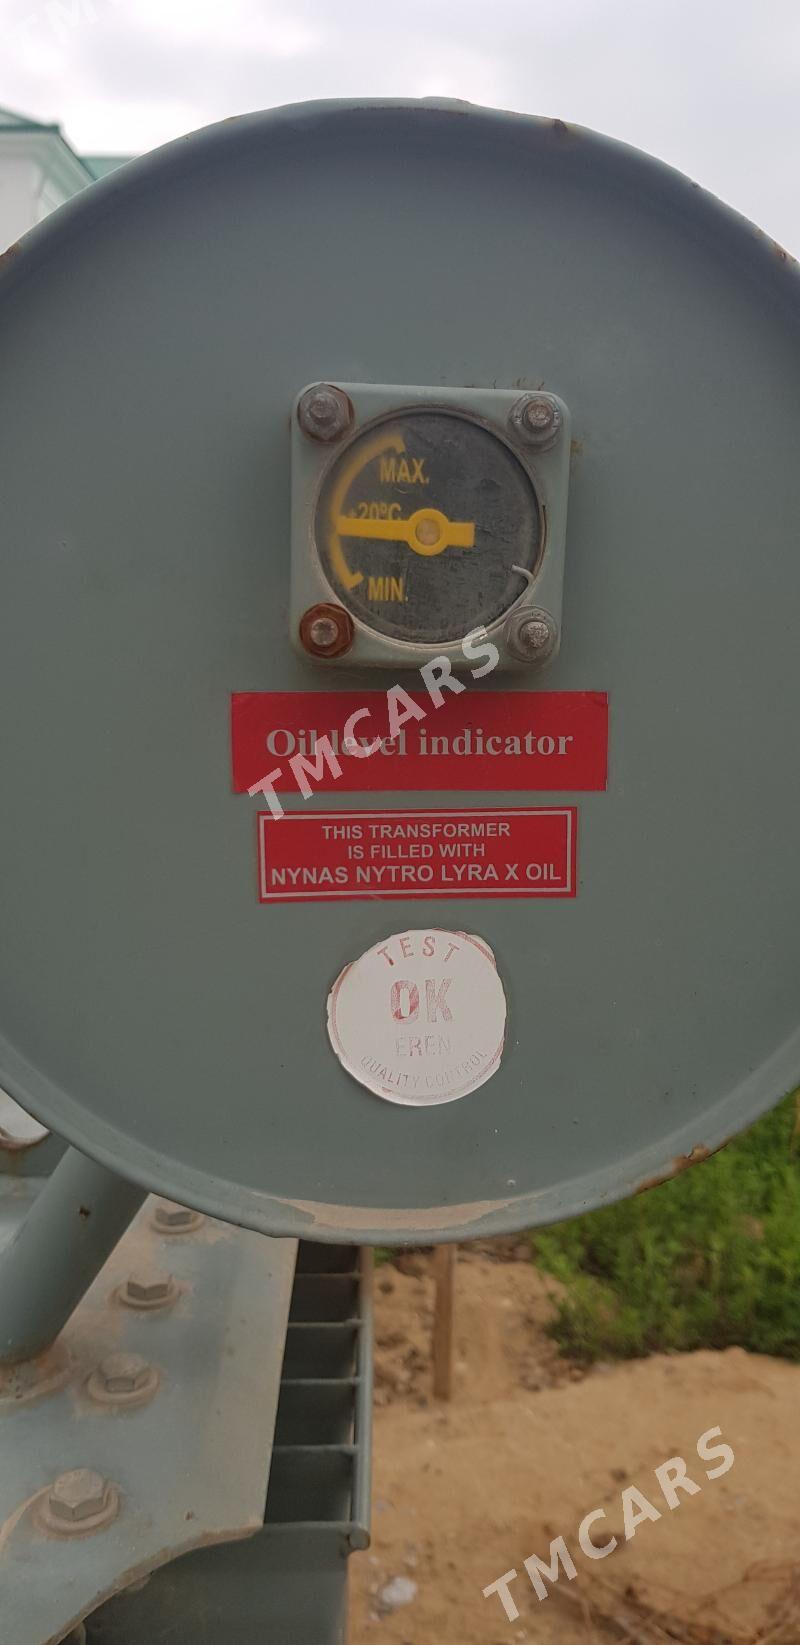 MAX.
+20°C
MIN.
Oil level indicator
THIS TRANSFORMER
IS FILLED WITH
NYNAS NYTRO LYRA X OIL
TEST
OK
EREN
QUALITY CONTROL
TMCARS
TMCARS